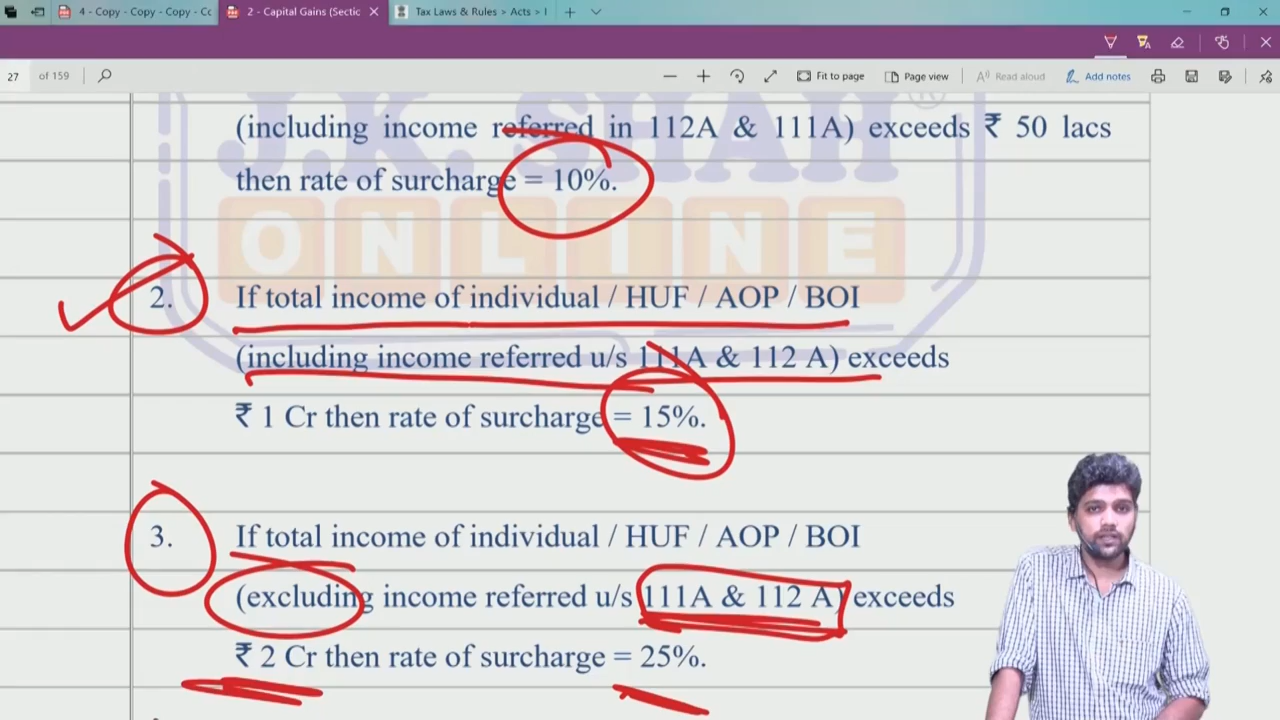 4 - Copy - Copy - Copy - Cc
2 - Capital Gains (Sectic
Tax Laws & Rules > Acts > I
27 of 159
Fit to page
Page view
Read aloud
Add notes
J.K. SHAH
ONLINE
(including income referred in 112A & 111A) exceeds ₹ 50 lacs
then rate of surcharge = 10%.
2. If total income of individual / HUF / AOP / BOI
(including income referred u/s 111A & 112 A) exceeds
₹ 1 Cr then rate of surcharge = 15%.
3. If total income of individual / HUF / AOP / BOI
(excluding income referred u/s 111A & 112 A) exceeds
₹ 2 Cr then rate of surcharge = 25%.